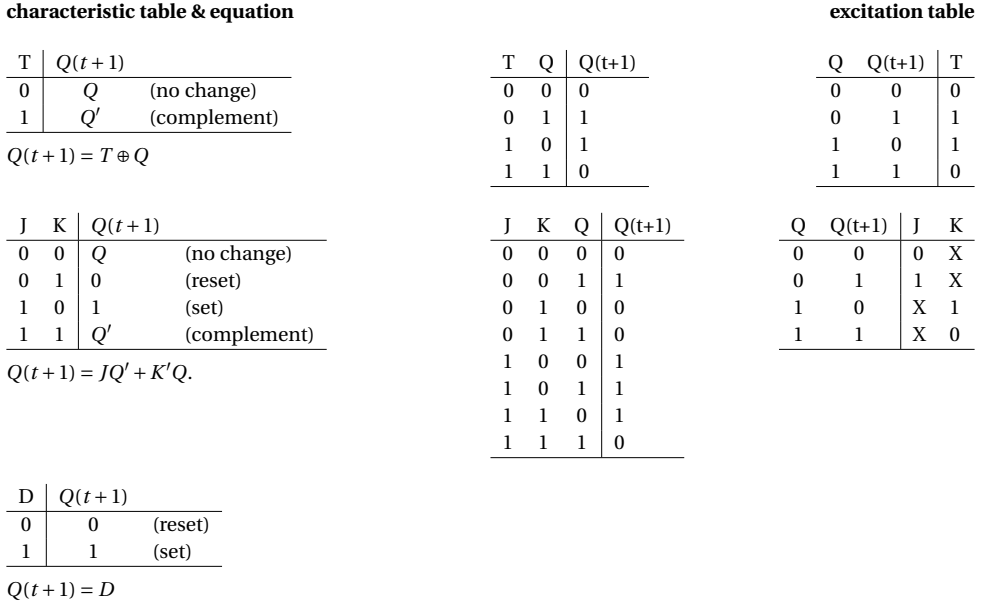 characteristic table & equation excitation table
T Q(t+1)
0 Q (no change)
1 Q′ (complement)
Q(t+1) = T ⊕ Q
T Q Q(t+1)
0 0 0
0 1 1
1 0 1
1 1 0
Q Q(t+1) T
0 0 0
0 1 1
1 0 1
1 1 0
J K Q(t+1)
0 0 Q (no change)
0 1 0 (reset)
1 0 1 (set)
1 1 Q′ (complement)
Q(t+1) = JQ′ + K′Q.
J K Q Q(t+1)
0 0 0 0
0 0 1 1
0 1 0 0
0 1 1 0
1 0 0 1
1 0 1 1
1 1 0 1
1 1 1 0
Q Q(t+1) J K
0 0 0 X
0 1 1 X
1 0 X 1
1 1 X 0
D Q(t+1)
0 0 (reset)
1 1 (set)
Q(t+1) = D